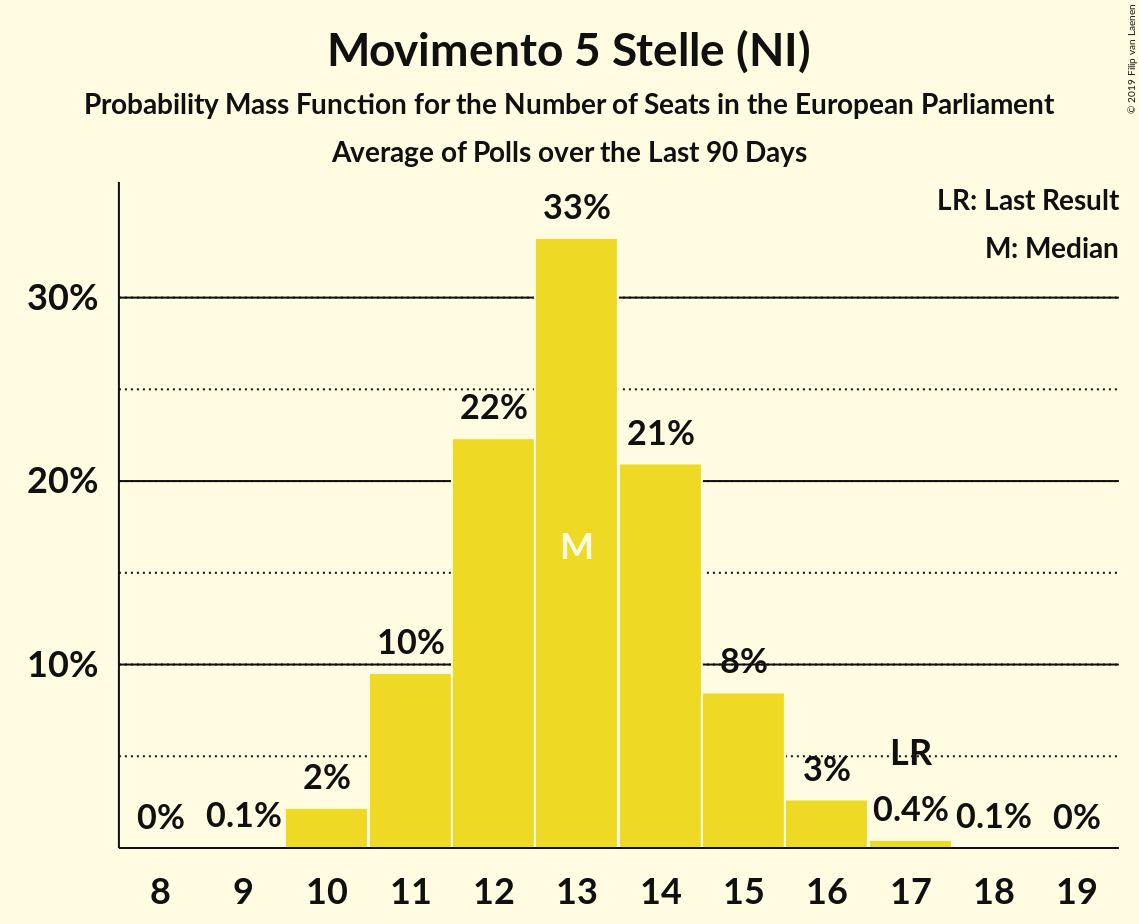 Movimento 5 Stelle (NI)
Probability Mass Function for the Number of Seats in the European Parliament
Average of Polls over the Last 90 Days
© 2019 Filip van Laenen
LR: Last Result
M: Median
33%
30%
22%
21%
20%
M
10%
10%
8%
LR
3%
2%
0%
0.1%
0.4%
0.1%
0%
8 9 10 11 12 13 14 15 16 17 18 19